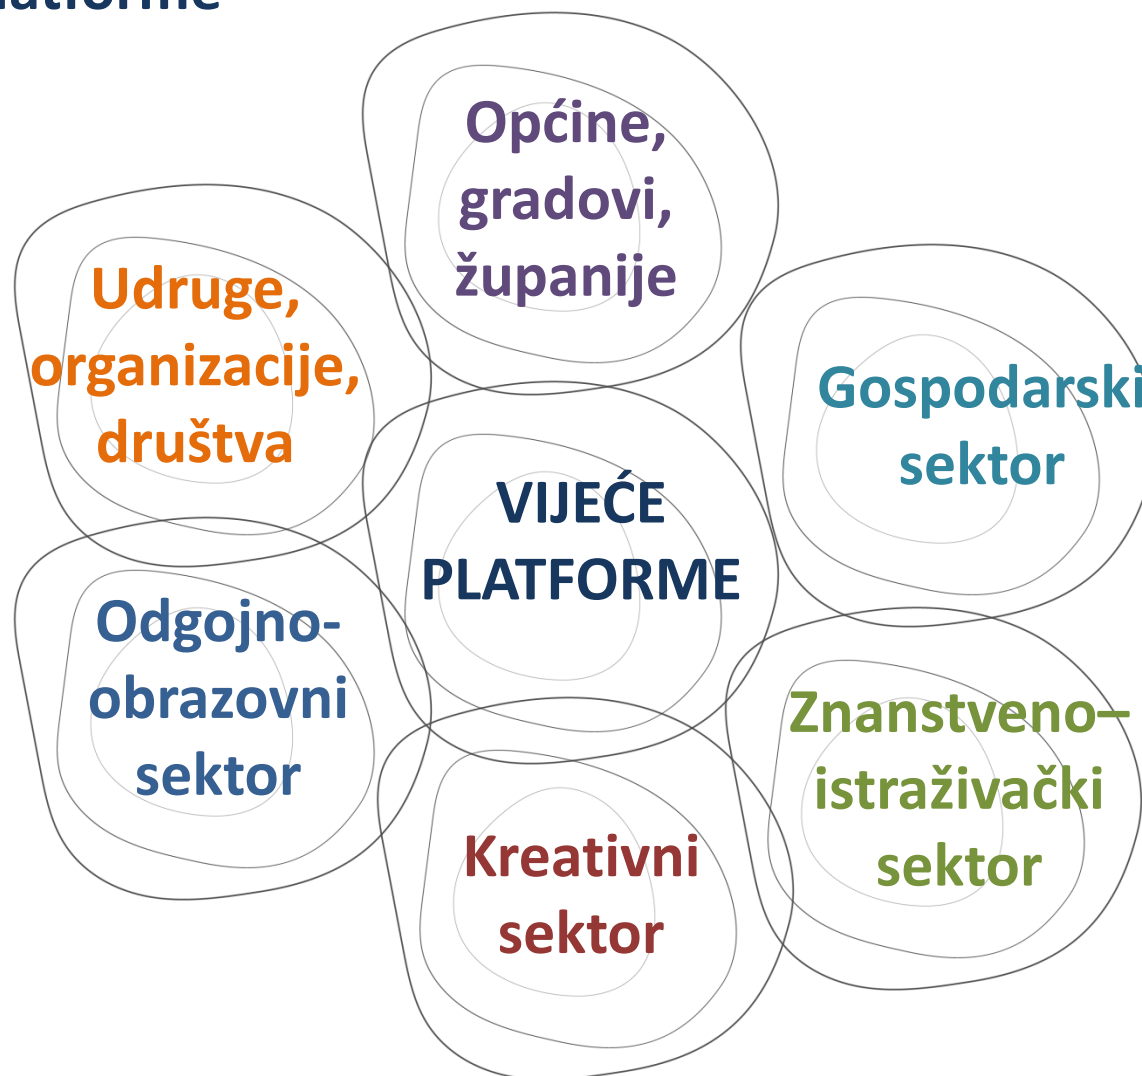 Općine,
gradovi,
županije
Udruge,
organizacije,
društva
Gospodarski
sektor
VIJEĆE
PLATFORME
Odgojno-
obrazovni
sektor
Znanstveno–
istraživački
sektor
Kreativni
sektor